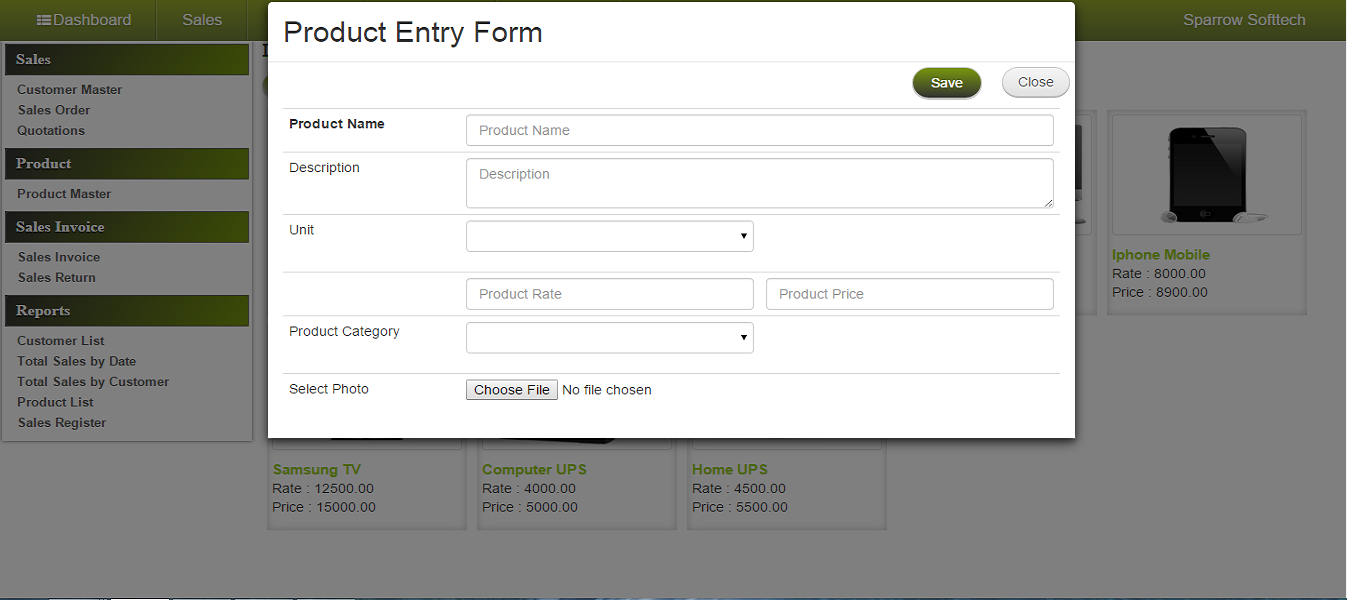 Dashboard
Sales
Sparrow Softtech
Sales
Customer Master
Sales Order
Quotations
Product
Product Master
Sales Invoice
Sales Invoice
Sales Return
Reports
Customer List
Total Sales by Date
Total Sales by Customer
Product List
Sales Register
Product Entry Form
Save
Close
Product Name
Product Name
Description
Description
Unit
Product Rate
Product Price
Product Category
Select Photo
Choose File No file chosen
Iphone Mobile
Rate : 8000.00
Price : 8900.00
Samsung TV
Rate : 12500.00
Price : 15000.00
Computer UPS
Rate : 4000.00
Price : 5000.00
Home UPS
Rate : 4500.00
Price : 5500.00